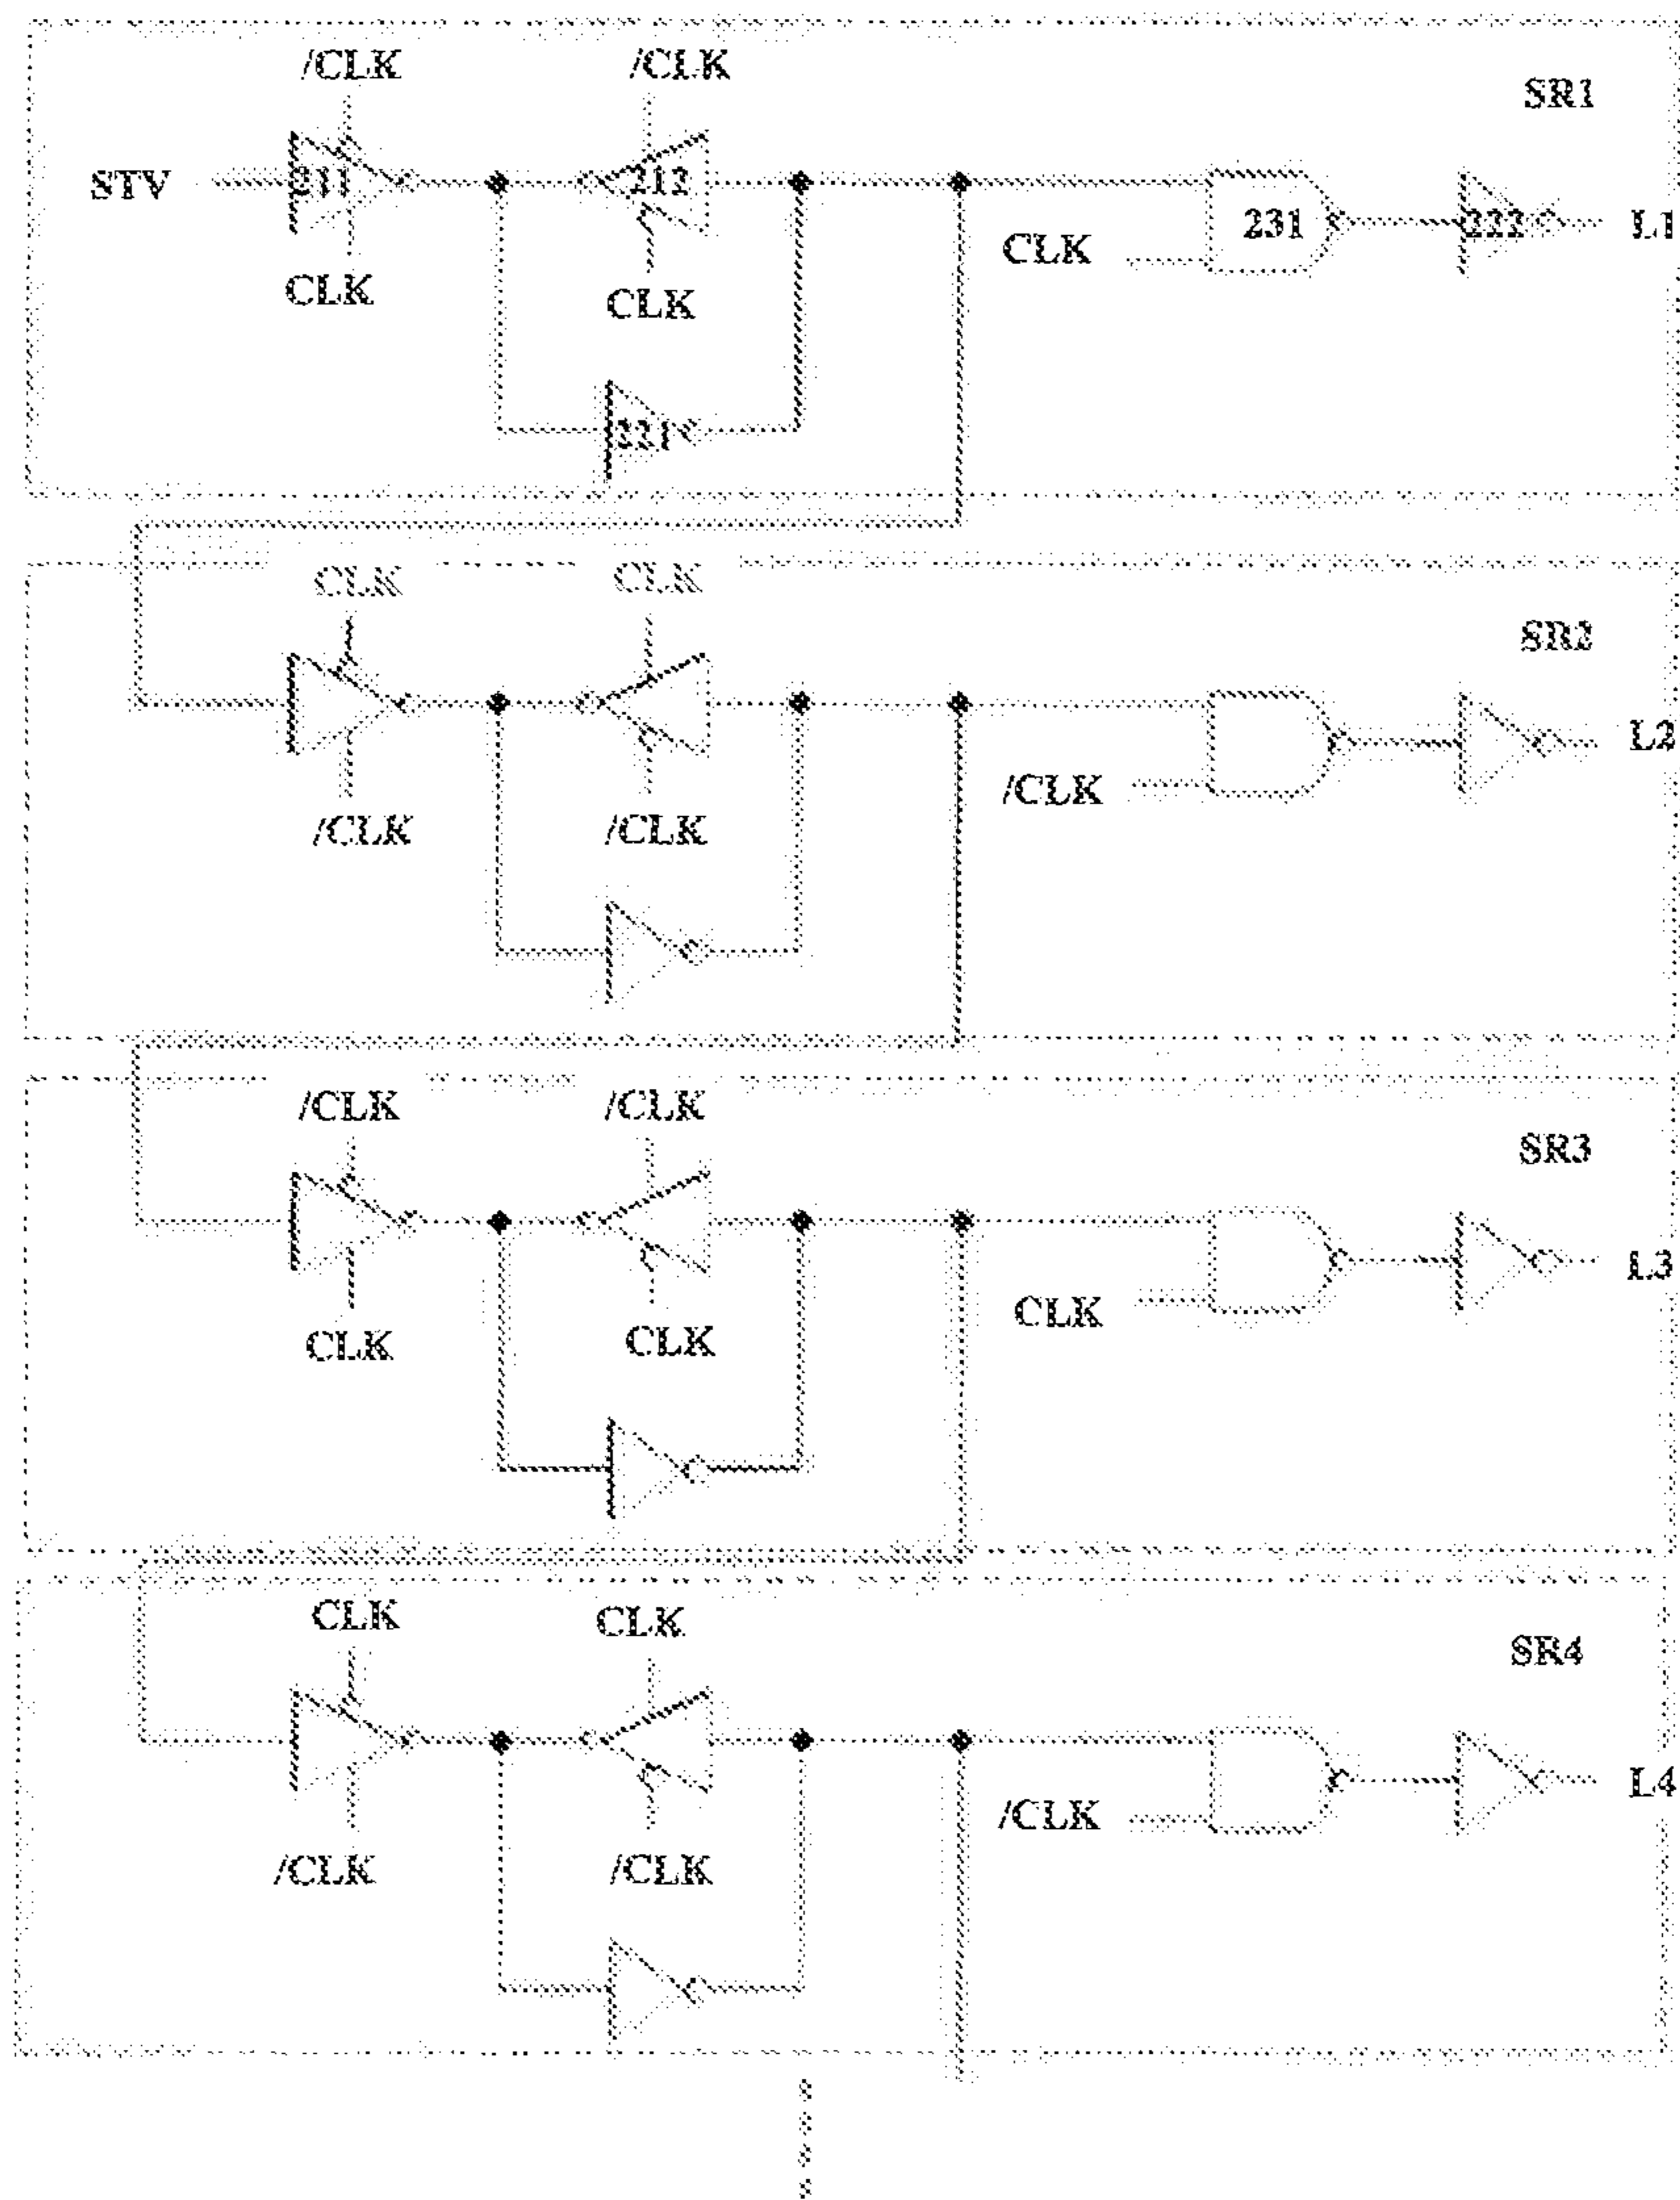 /CLK /CLK
SR1
STV 211 212
231 222 L1
CLK
CLK CLK
221
CLK CLK
SR2
L2
/CLK
/CLK /CLK
/CLK /CLK
SR3
L3
CLK
CLK CLK
CLK CLK
SR4
L4
/CLK
/CLK /CLK